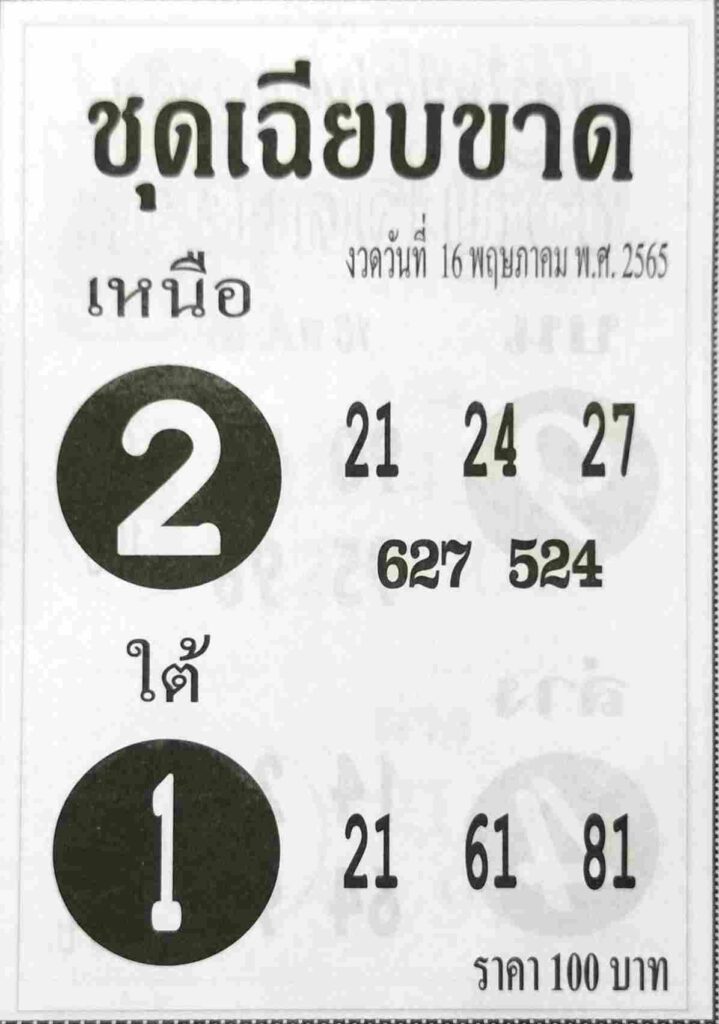 ชุดเฉียบขาด
งวดวันที่ 16 พฤษภาคม พ.ศ. 2565
เหนือ
2 21 24 27
627 524
ใต้
1 21 61 81
ราคา 100 บาท